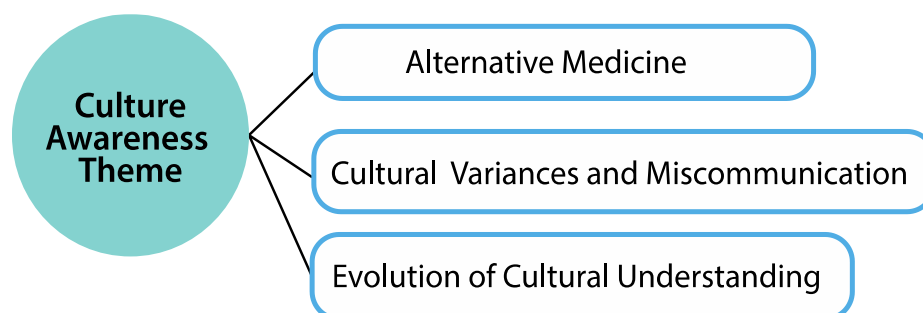 Culture
Awareness
Theme
Alternative Medicine
Cultural Variances and Miscommunication
Evolution of Cultural Understanding